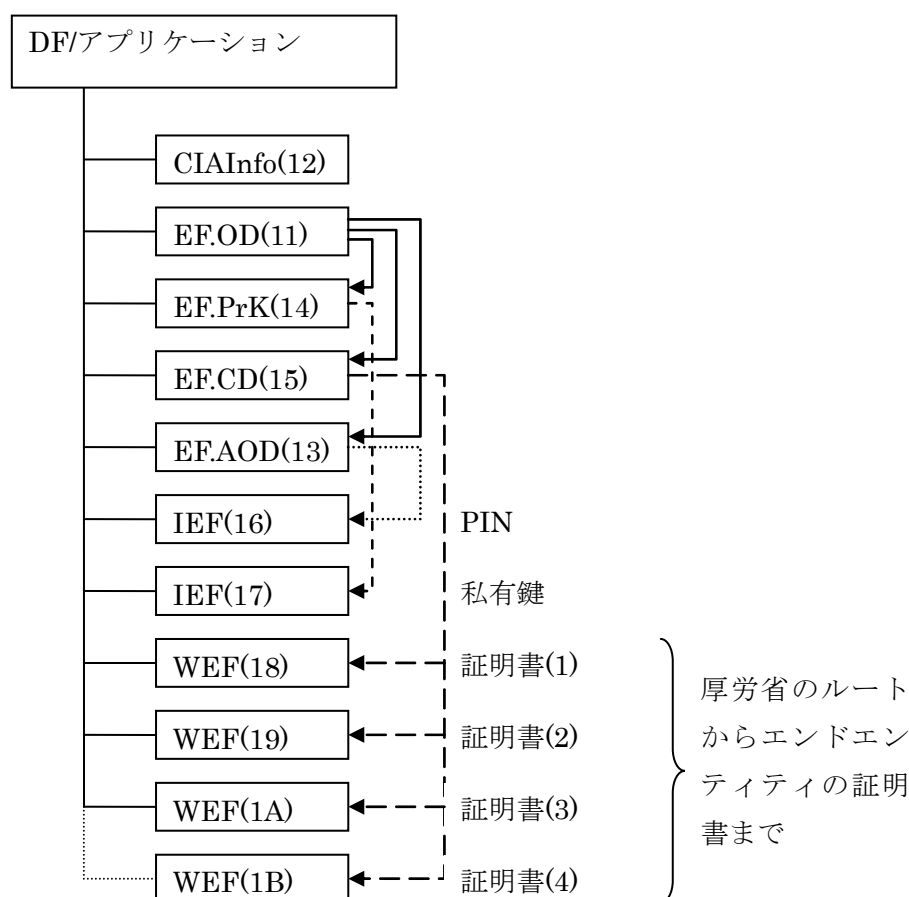 DF/アプリケーション
CIAInfo(12)
EF.OD(11)
EF.PrK(14)
EF.CD(15)
EF.AOD(13)
IEF(16)
PIN
IEF(17)
私有鍵
WEF(18)
証明書(1)
WEF(19)
証明書(2)
WEF(1A)
証明書(3)
WEF(1B)
証明書(4)
厚労省のルート
からエンドエン
ティティの証明
書まで